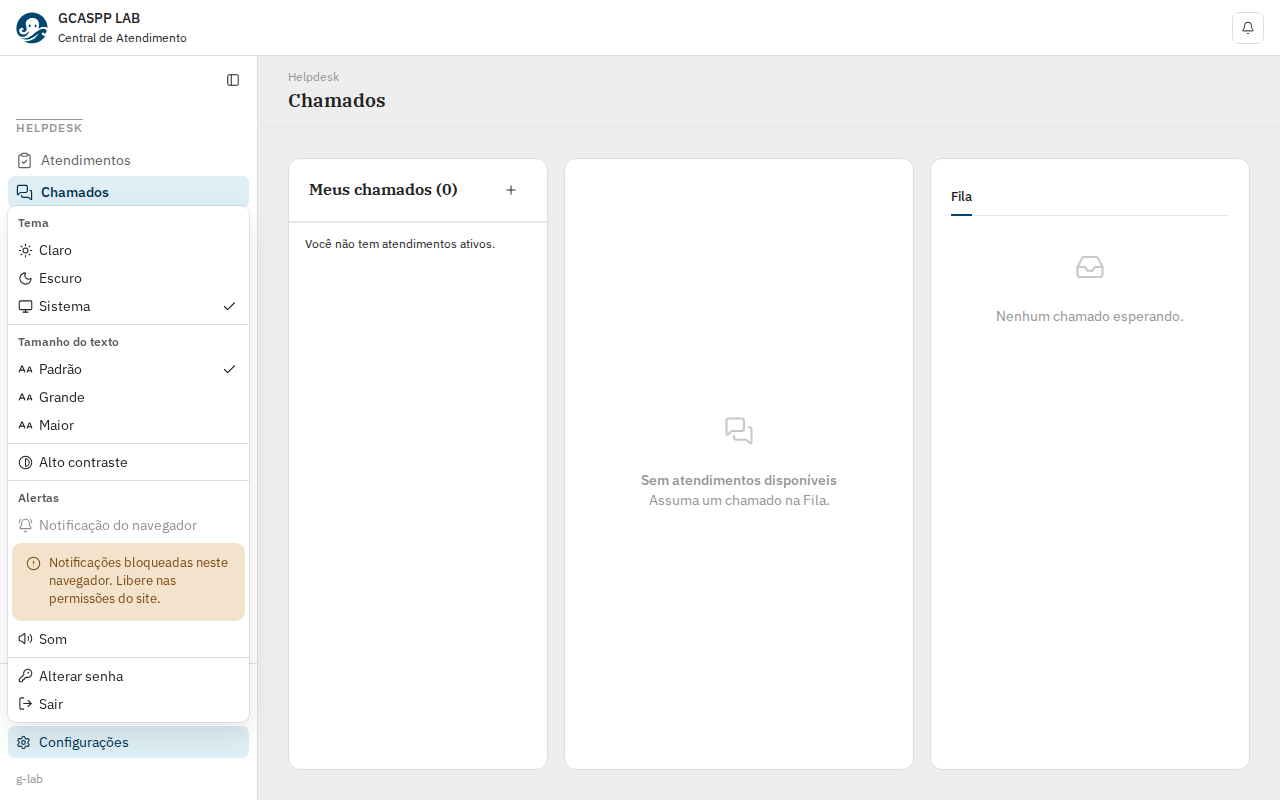 GCASPP LAB
Central de Atendimento
HELPDESK
Atendimentos
Chamados
Tema
Claro
Escuro
Sistema
Tamanho do texto
AA Padrão
AA Grande
AA Maior
Alto contraste
Alertas
Notificação do navegador
Notificações bloqueadas neste
navegador. Libere nas
permissões do site.
Som
Alterar senha
Sair
Configurações
g-lab
Helpdesk
Chamados
Meus chamados (0)
Você não tem atendimentos ativos.
Sem atendimentos disponíveis
Assuma um chamado na Fila.
Fila
Nenhum chamado esperando.